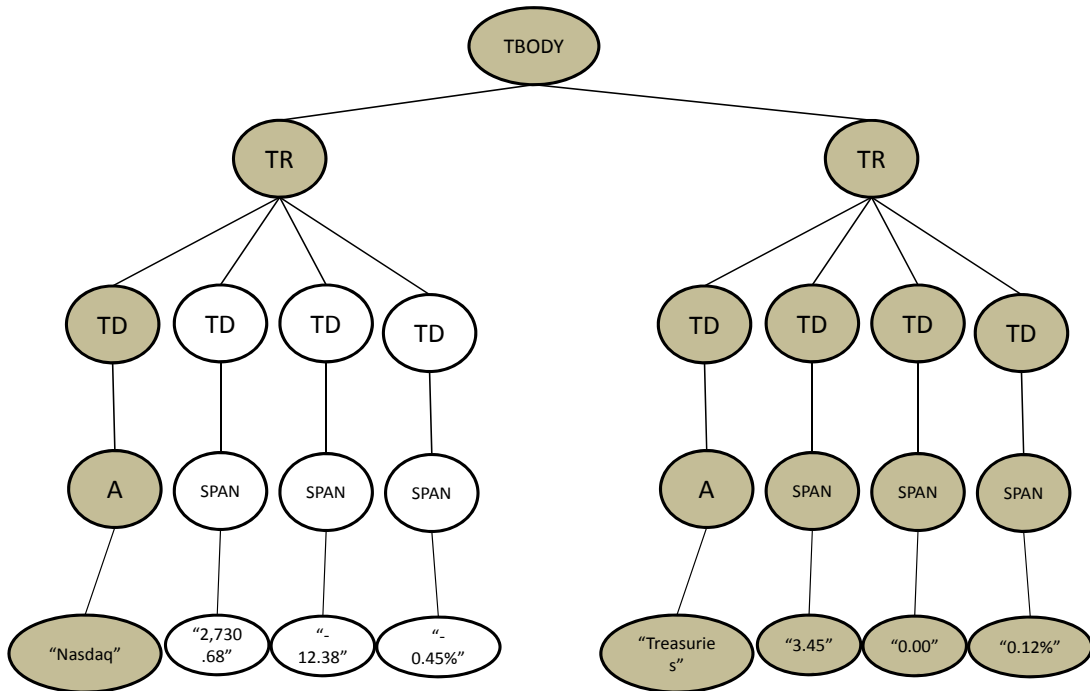 TBODY
TR
TR
TD
TD
TD
TD
TD
TD
TD
TD
A
SPAN
SPAN
SPAN
A
SPAN
SPAN
SPAN
“Nasdaq”
“2,730
.68”
“-
12.38”
“-
0.45%”
“Treasurie
s”
“3.45”
“0.00”
“0.12%”